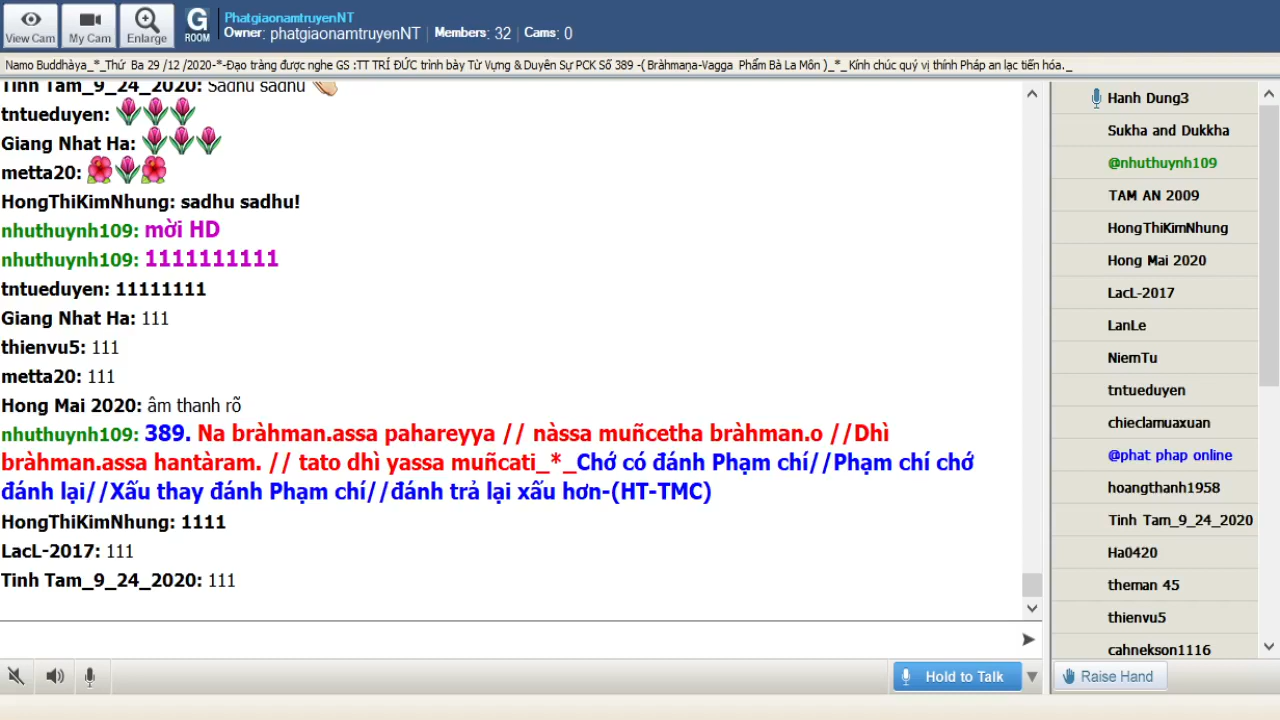 View Cam
My Cam
Enlarge
G
ROOM
PhatgiaonamtruyenNT
Owner: phatgiaonamtruyenNT | Members: 32 | Cams: 0
Namo Buddhàya_*_Thứ Ba 29 /12 /2020-*-Đạo tràng được nghe GS :TT TRÍ ĐỨC trình bày Từ Vựng & Duyên Sự PCK Số 389 -( Bràhmaṇa-Vagga Phẩm Bà La Môn )_*_ Kính chúc quý vị thính Pháp an lạc tiến hóa._
Tinh Tam_9_24_2020: Sadhu sadhu
tntueduyen:
Giang Nhat Ha:
metta20:
HongThiKimNhung: sadhu sadhu!
nhuthuynh109: mời HD
nhuthuynh109: 1111111111
tntueduyen: 11111111
Giang Nhat Ha: 111
thienvu5: 111
metta20: 111
Hong Mai 2020: âm thanh rõ
nhuthuynh109: 389. Na bràhman.assa pahareyya // nàssa muñcetha bràhman.o //Dhì
bràhman.assa hantàram. // tato dhì yassa muñcati_*_Chớ có đánh Phạm chí//Phạm chí chớ
đánh lại//Xấu thay đánh Phạm chí//đánh trả lại xấu hơn-(HT-TMC)
HongThiKimNhung: 1111
LacL-2017: 111
Tinh Tam_9_24_2020: 111
Hold to Talk
Hanh Dung3
Sukha and Dukkha
@nhuthuynh109
TAM AN 2009
HongThiKimNhung
Hong Mai 2020
LacL-2017
LanLe
NiemTu
tntueduyen
chieclamuaxuan
@phat phap online
hoangthanh1958
Tinh Tam_9_24_2020
Ha0420
theman 45
thienvu5
cahnekson1116
Raise Hand